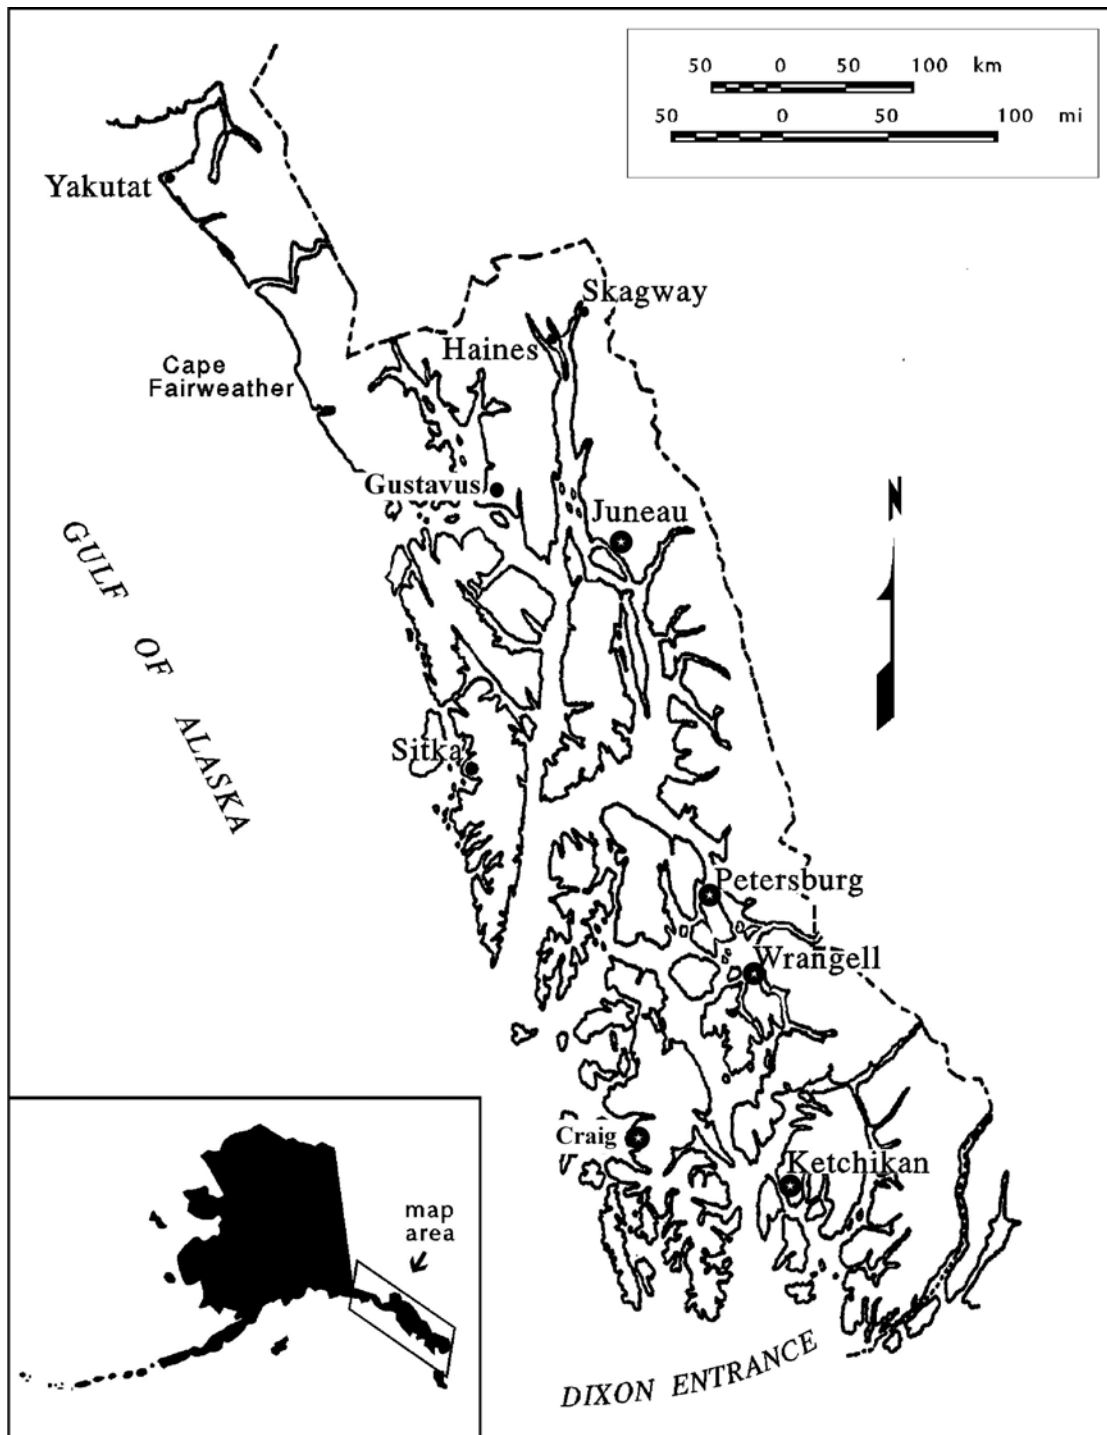 50 0 50 100 km
50 0 50 100 mi
Yakutat
Skagway
Haines
Cape
Fairweather
Gustavus
N
Juneau
GULF OF ALASKA
Sitka
Petersburg
Wrangell
Craig
Ketchikan
map
area
DIXON ENTRANCE